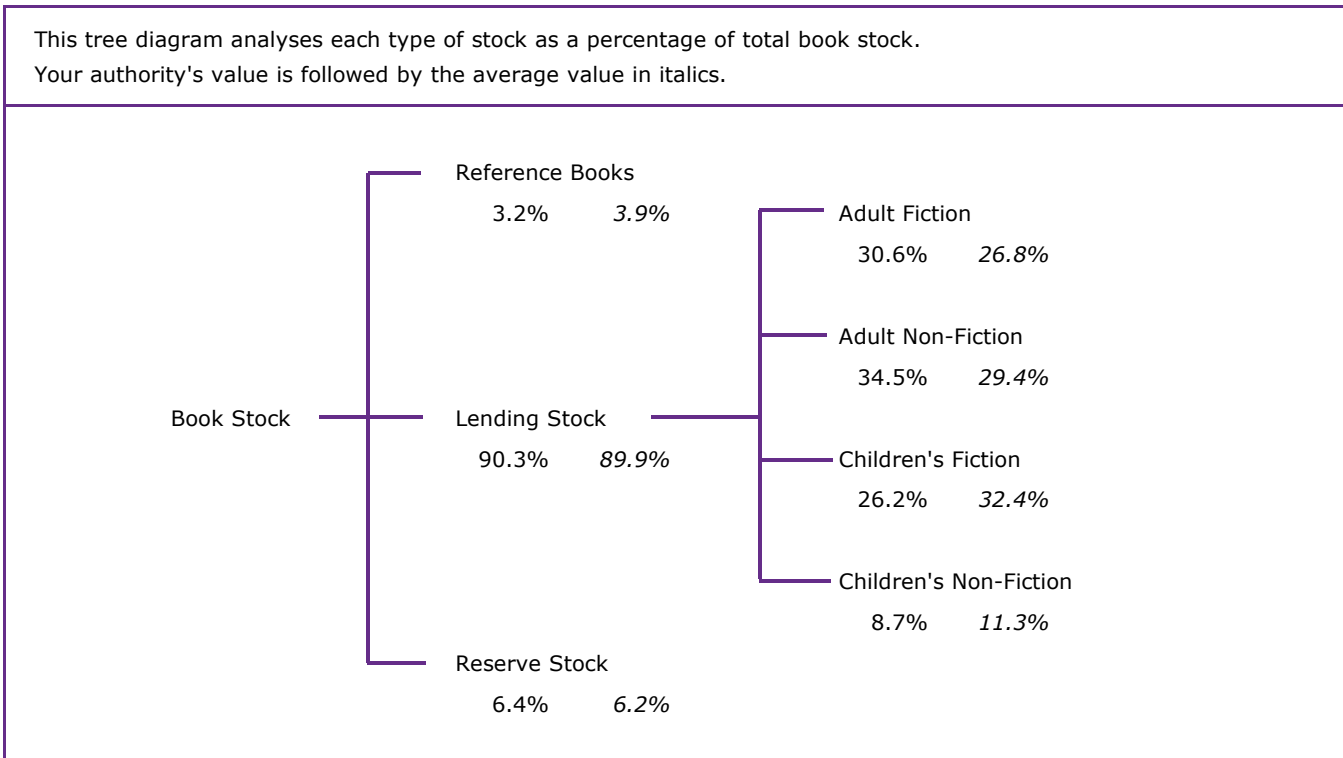 This tree diagram analyses each type of stock as a percentage of total book stock.
Your authority's value is followed by the average value in italics.
Reference Books
3.2% 3.9%
Adult Fiction
30.6% 26.8%
Adult Non-Fiction
34.5% 29.4%
Book Stock
Lending Stock
90.3% 89.9%
Children's Fiction
26.2% 32.4%
Children's Non-Fiction
8.7% 11.3%
Reserve Stock
6.4% 6.2%